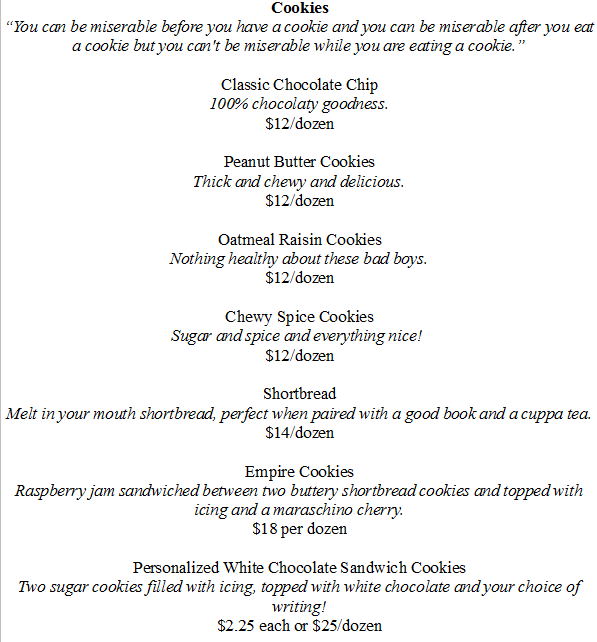 Cookies
“You can be miserable before you have a cookie and you can be miserable after you eat
a cookie but you can't be miserable while you are eating a cookie.”
Classic Chocolate Chip
100% chocolaty goodness.
$12/dozen
Peanut Butter Cookies
Thick and chewy and delicious.
$12/dozen
Oatmeal Raisin Cookies
Nothing healthy about these bad boys.
$12/dozen
Chewy Spice Cookies
Sugar and spice and everything nice!
$12/dozen
Shortbread
Melt in your mouth shortbread, perfect when paired with a good book and a cuppa tea.
$14/dozen
Empire Cookies
Raspberry jam sandwiched between two buttery shortbread cookies and topped with
icing and a maraschino cherry.
$18 per dozen
Personalized White Chocolate Sandwich Cookies
Two sugar cookies filled with icing, topped with white chocolate and your choice of
writing!
$2.25 each or $25/dozen